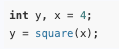 int y, x = 4;
y = square(x);